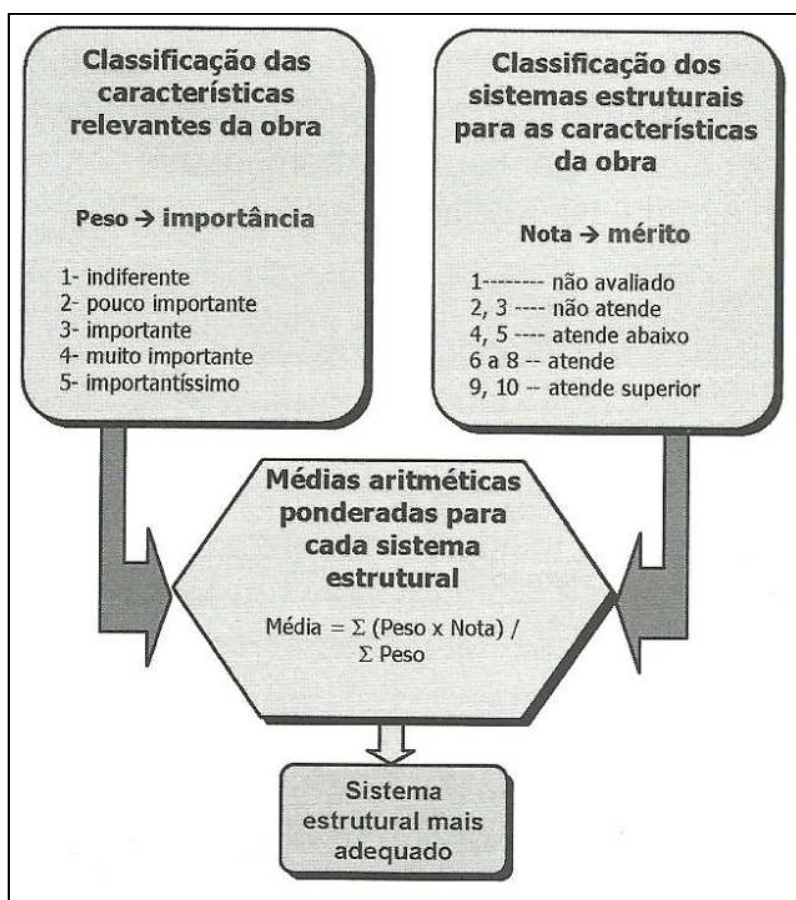 Classificação das
características
relevantes da obra
Peso → importância
1- indiferente
2- pouco importante
3- importante
4- muito importante
5- importantíssimo
Classificação dos
sistemas estruturais
para as características
da obra
Nota → mérito
1-------- não avaliado
2, 3 ---- não atende
4, 5 ---- atende abaixo
6 a 8 -- atende
9, 10 -- atende superior
Médias aritméticas
ponderadas para
cada sistema
estrutural
Média = Σ (Peso x Nota) /
Σ Peso
Sistema
estrutural mais
adequado